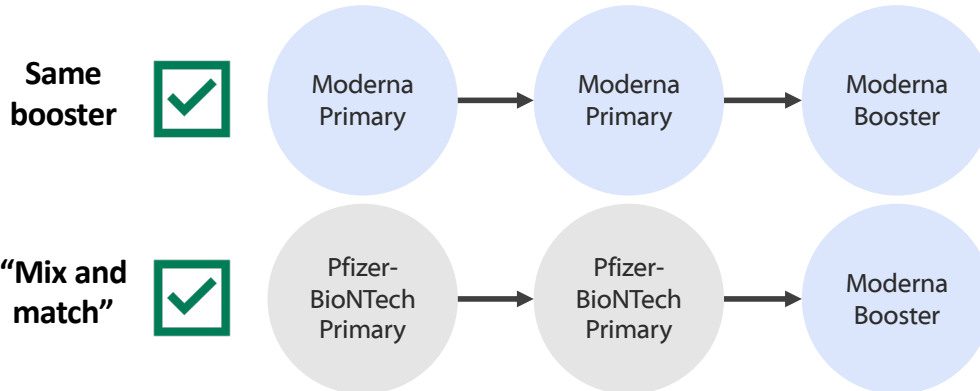 Same
booster
Moderna
Primary
Moderna
Primary
Moderna
Booster
“Mix and
match”
Pfizer-
BioNTech
Primary
Pfizer-
BioNTech
Primary
Moderna
Booster